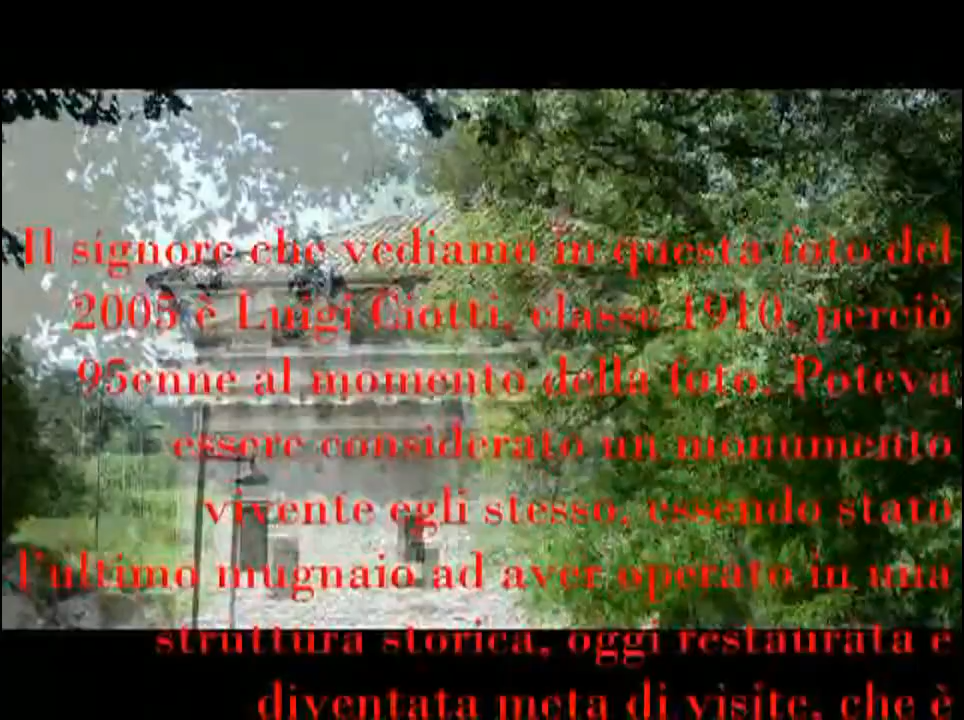 Il signore che vediamo in questa foto del
2005 è Luigi Ciotti, classe 1910, perciò
95enne al momento della foto. Poteva
essere considerato un monumento
vivente egli stesso, essendo stato
l'ultimo mugnaio ad aver operato in una
struttura storica, oggi restaurata e
diventata meta di visite, che è